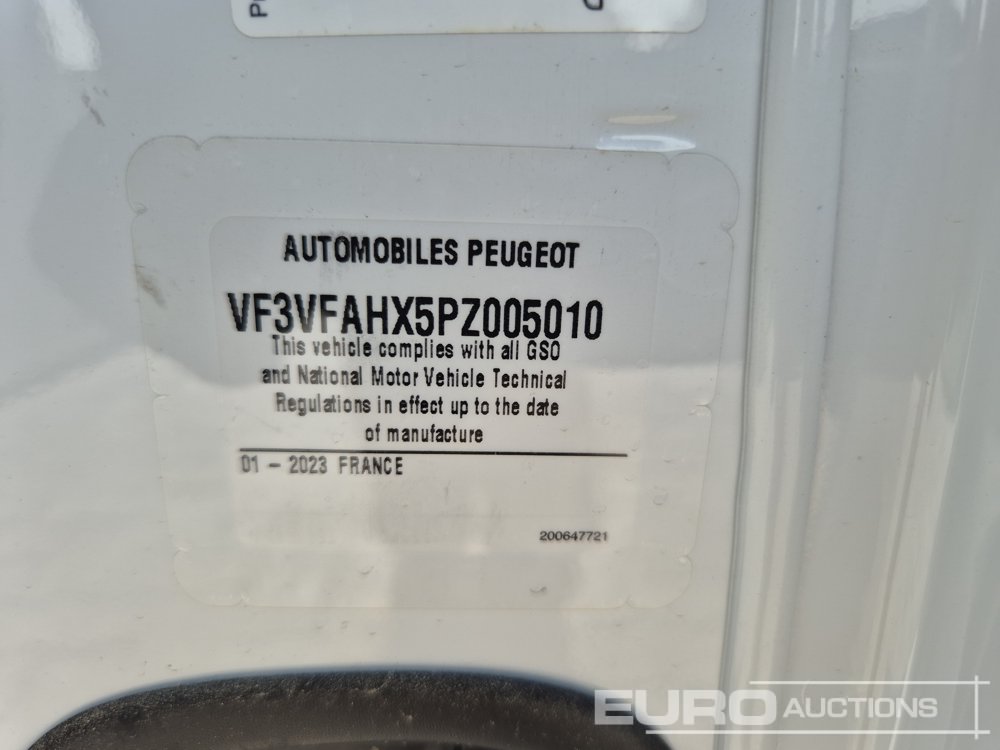 AUTOMOBILES PEUGEOT
VF3VFAHX5PZ005010
This vehicle complies with all GSO
and National Motor Vehicle Technical
Regulations in effect up to the date
of manufacture
01 - 2023 FRANCE
200647721
EURO AUCTIONS